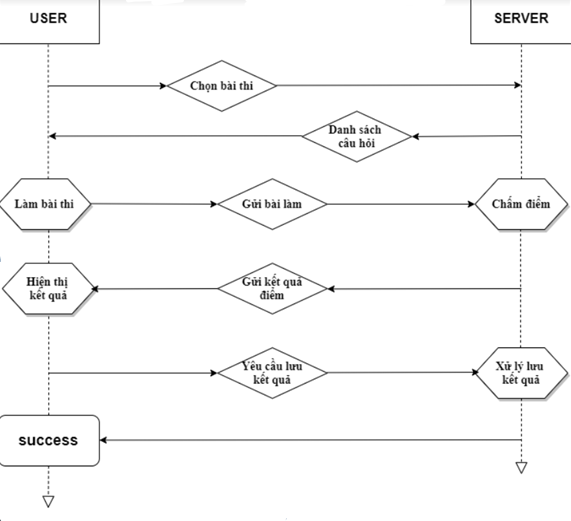 USER
SERVER
Chọn bài thi
Danh sách
câu hỏi
Làm bài thi
Gửi bài làm
Chấm điểm
Hiện thị
kết quả
Gửi kết quả
điểm
Yêu cầu lưu
kết quả
Xử lý lưu
kết quả
success